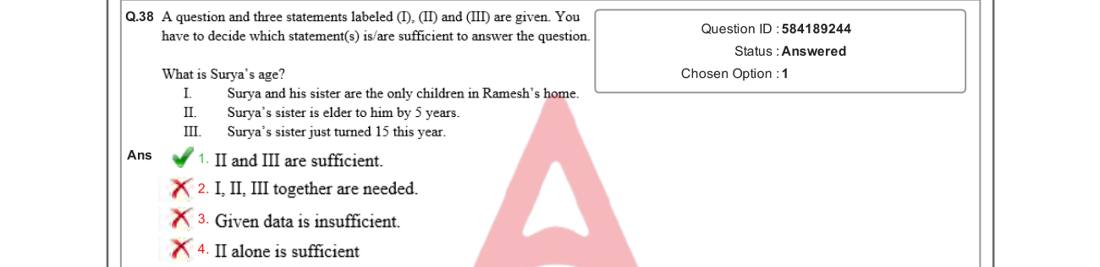 Q.38 A question and three statements labeled (I), (II) and (III) are given. You
have to decide which statement(s) is/are sufficient to answer the question.
What is Surya's age?
I. Surya and his sister are the only children in Ramesh's home.
II. Surya's sister is elder to him by 5 years.
III. Surya's sister just turned 15 this year.
Ans 1. II and III are sufficient.
2. I, II, III together are needed.
3. Given data is insufficient.
4. II alone is sufficient
Question ID : 584189244
Status : Answered
Chosen Option : 1